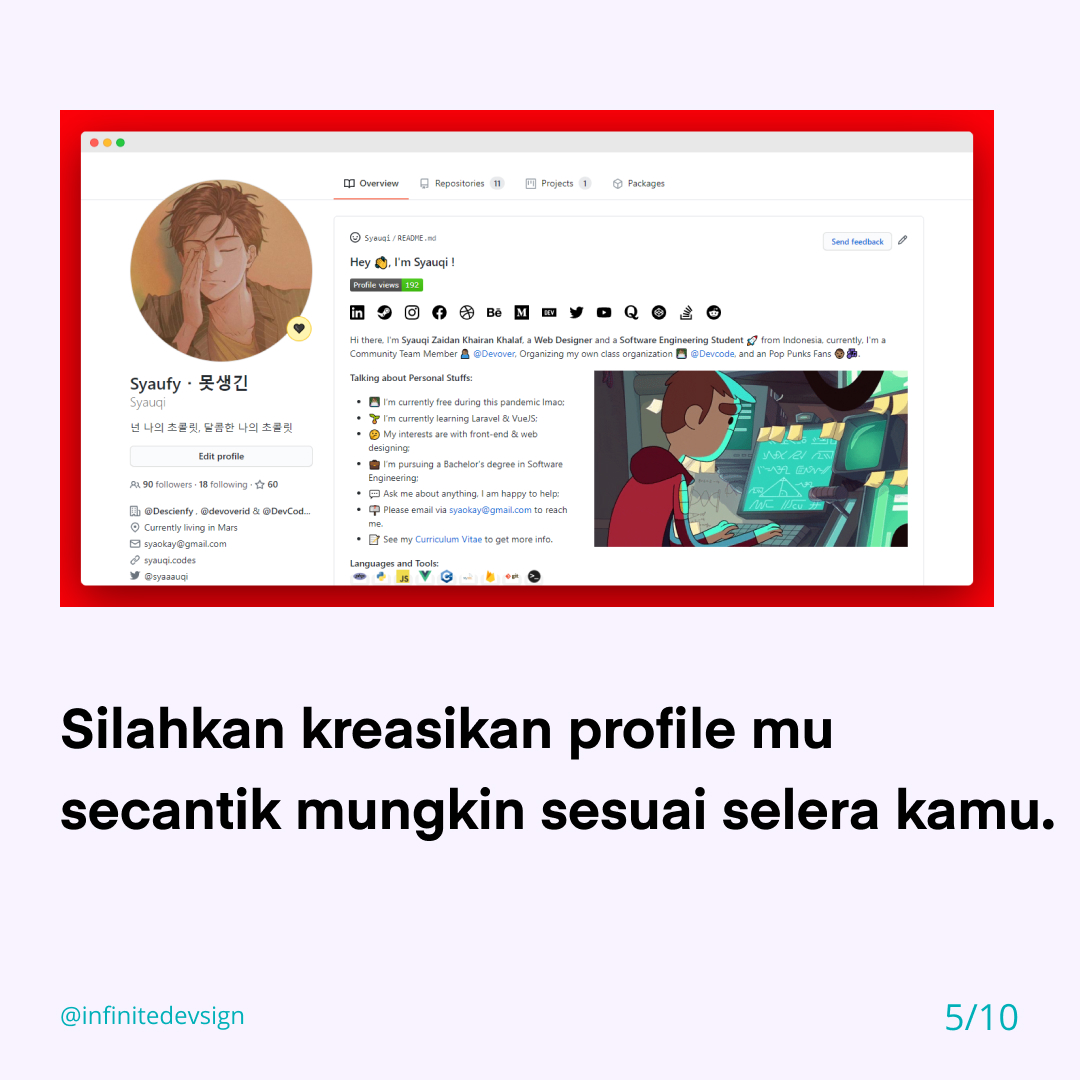 Overview Repositories 11 Projects 1 Packages
Syauqi / README.md
Send feedback
Hey 👋, I'm Syauqi !
Profile views 192
in Bē M DEV
Hi there, I'm Syauqi Zaidan Khairan Khalaf, a Web Designer and a Software Engineering Student 🚀 from Indonesia, currently, I'm a
Community Team Member @Devover, Organizing my own class organization @Devcode, and an Pop Punks Fans
Talking about Personal Stuffs:
I'm currently free during this pandemic lmao;
I'm currently learning Laravel & VueJS;
My interests are with front-end & web
designing;
I'm pursuing a Bachelor's degree in Software
Engineering;
Ask me about anything, I am happy to help;
Please email via syaokay@gmail.com to reach
me.
See my Curriculum Vitae to get more info.
Languages and Tools:
php JS git
Syaufy · 못생긴
Syauqi
넌 나의 초콜릿, 달콤한 나의 초콜릿
Edit profile
90 followers · 18 following · 60
@Descienfy . @devoverid & @DevCod...
Currently living in Mars
syaokay@gmail.com
syauqi.codes
@syaaauqi
Silahkan kreasikan profile mu
secantik mungkin sesuai selera kamu.
@infinitedevsign
5/10